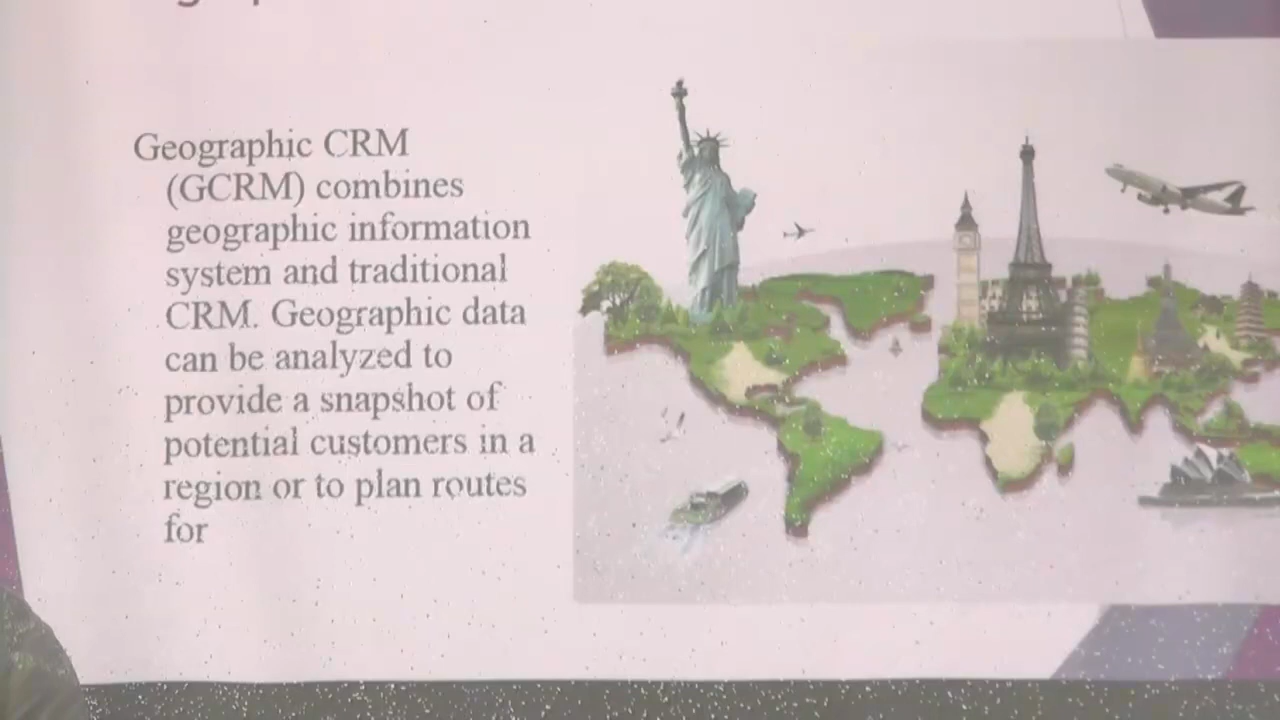 Geographic CRM
(GCRM) combines
geographic information
system and traditional
CRM. Geographic data
can be analyzed to
provide a snapshot of
potential customers in a
region or to plan routes
for